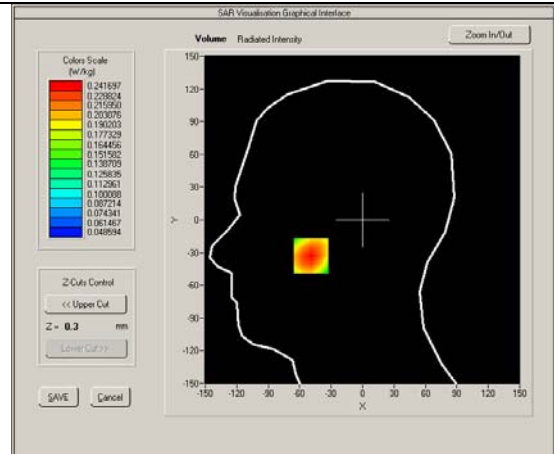 SAR Visualisation Graphical Interface
Volume Radiated Intensity
Zoom In/Out
Colors Scale
(W/kg)
0.241697
0.228824
0.215950
0.203076
0.190203
0.177329
0.164456
0.151582
0.138709
0.125835
0.112961
0.100088
0.087214
0.074341
0.061467
0.048594
Z-Cuts Control
<< Upper Cut
Z = 0.3 mm
Lower Cut >>
SAVE
Cancel
150
120
90
60
30
0
-30
-60
-90
-120
-150
Y
-150 -120 -90 -60 -30 0 30 60 90 120 150
X